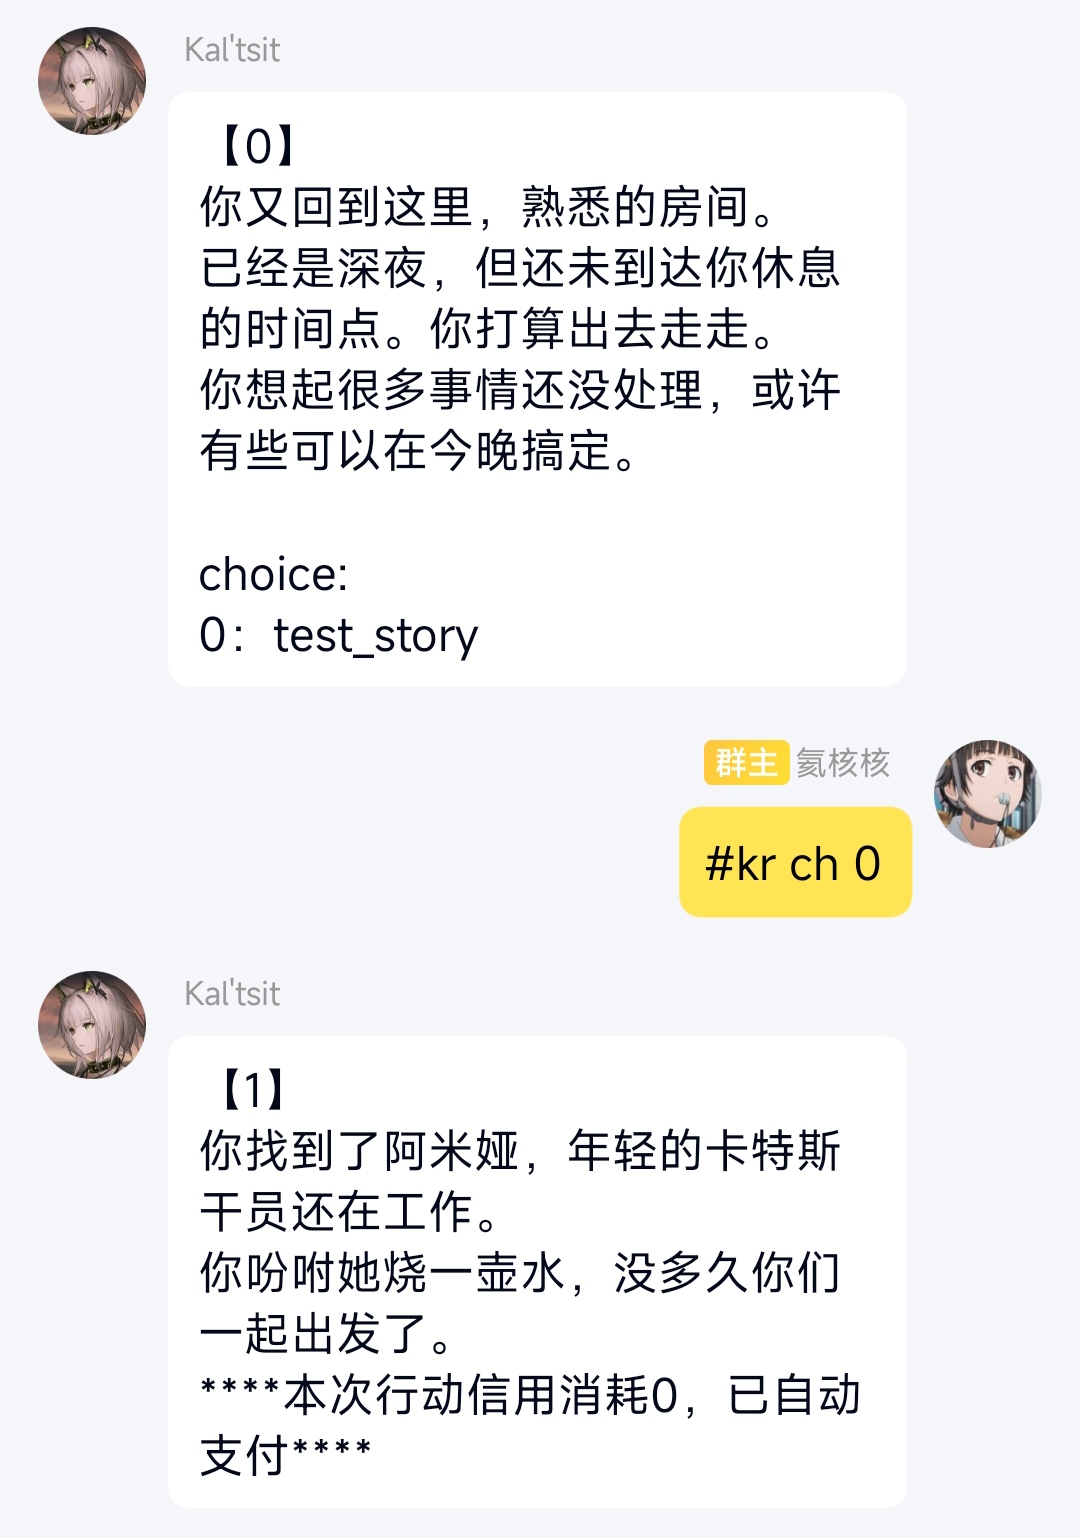 Kal'tsit
【0】
你又回到这里，熟悉的房间。
已经是深夜，但还未到达你休息
的时间点。你打算出去走走。
你想起很多事情还没处理，或许
有些可以在今晚搞定。
choice:
0：test_story
群主 氦核核
#kr ch 0
Kal'tsit
【1】
你找到了阿米娅，年轻的卡特斯
干员还在工作。
你吩咐她烧一壶水，没多久你们
一起出发了。
****本次行动信用消耗0，已自动
支付****